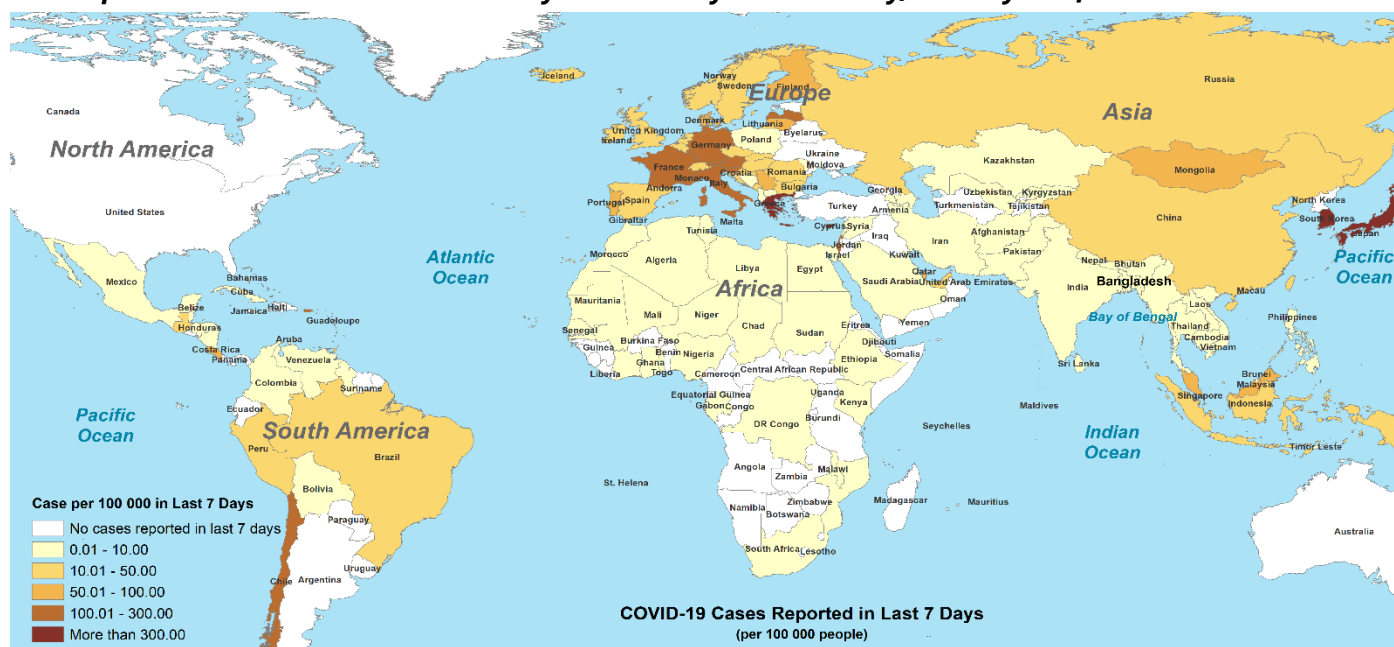 Canada
North America
United States
Mexico
Bahamas
Cuba
Haiti
Jamaica
Belize
Honduras
Guadeloupe
Aruba
Costa Rica
Panama
Venezuela
Colombia
Suriname
Ecuador
South America
Peru
Brazil
Bolivia
Paraguay
Uruguay
Chile
Argentina
Atlantic
Ocean
Pacific
Ocean
Iceland
Norway
Sweden
Finland
Europe
Denmark
Lithuania
United Kingdom
Ireland
Germany
Poland
Byelarus
Ukraine
Moldova
France
Croatia
Romania
Monaco
Italy
Bulgaria
Andorra
Portugal
Spain
Greece
Gibraltar
Malta
Turkey
Georgia
Armenia
Cyprus
Syria
Iraq
Jordan
Israel
Kuwait
Iran
Qatar
Saudi Arabia
United Arab Emirates
Oman
Yemen
Russia
Asia
Kazakhstan
Uzbekistan
Kyrgyzstan
Turkmenistan
Tajikistan
Afghanistan
Pakistan
Mongolia
China
North Korea
South Korea
Japan
Pacific
Ocean
Nepal
Bhutan
Bangladesh
India
Macau
Laos
Bay of Bengal
Thailand
Cambodia
Vietnam
Philippines
Sri Lanka
Brunei
Malaysia
Singapore
Indonesia
Timor Leste
Maldives
Seychelles
Indian
Ocean
Mauritius
Madagascar
Australia
Tunisia
Morocco
Algeria
Libya
Egypt
Africa
Mauritania
Mali
Niger
Chad
Sudan
Eritrea
Djibouti
Senegal
Guinea
Burkina Faso
Benin
Nigeria
Ghana
Togo
Liberia
Cameroon
Central African Republic
Ethiopia
Somalia
Equatorial Guinea
Gabon
Congo
Uganda
Kenya
DR Congo
Burundi
Angola
Zambia
Malawi
Zimbabwe
Namibia
Botswana
South Africa
Lesotho
St. Helena
Case per 100 000 in Last 7 Days
No cases reported in last 7 days
0.01 - 10.00
10.01 - 50.00
50.01 - 100.00
100.01 - 300.00
More than 300.00
COVID-19 Cases Reported in Last 7 Days
(per 100 000 people)